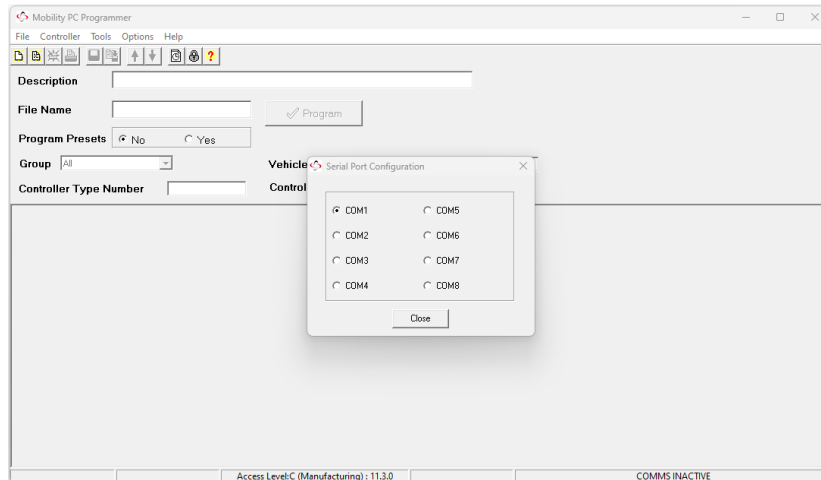 Mobility PC Programmer
File Controller Tools Options Help
Description
File Name
Program
Program Presets No Yes
Group All Vehicle
Controller Type Number Control
Serial Port Configuration
COM1 COM5
COM2 COM6
COM3 COM7
COM4 COM8
Close
Access Level:C (Manufacturing) : 11.3.0 COMMS INACTIVE